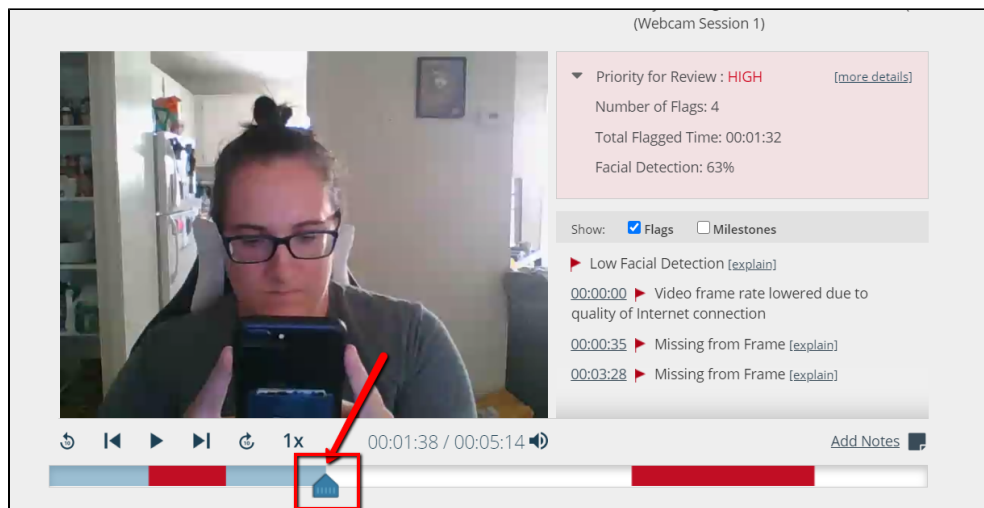 (Webcam Session 1)
Priority for Review : HIGH [more details]
Number of Flags: 4
Total Flagged Time: 00:01:32
Facial Detection: 63%
Show: Flags Milestones
Low Facial Detection [explain]
00:00:00 Video frame rate lowered due to
quality of Internet connection
00:00:35 Missing from Frame [explain]
00:03:28 Missing from Frame [explain]
1x 00:01:38 / 00:05:14 Add Notes